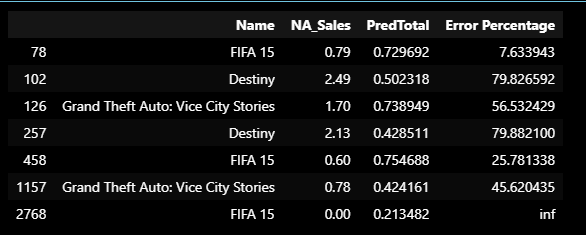 Name NA_Sales PredTotal Error Percentage
78 FIFA 15 0.79 0.729692 7.633943
102 Destiny 2.49 0.502318 79.826592
126 Grand Theft Auto: Vice City Stories 1.70 0.738949 56.532429
257 Destiny 2.13 0.428511 79.882100
458 FIFA 15 0.60 0.754688 25.781338
1157 Grand Theft Auto: Vice City Stories 0.78 0.424161 45.620435
2768 FIFA 15 0.00 0.213482 inf